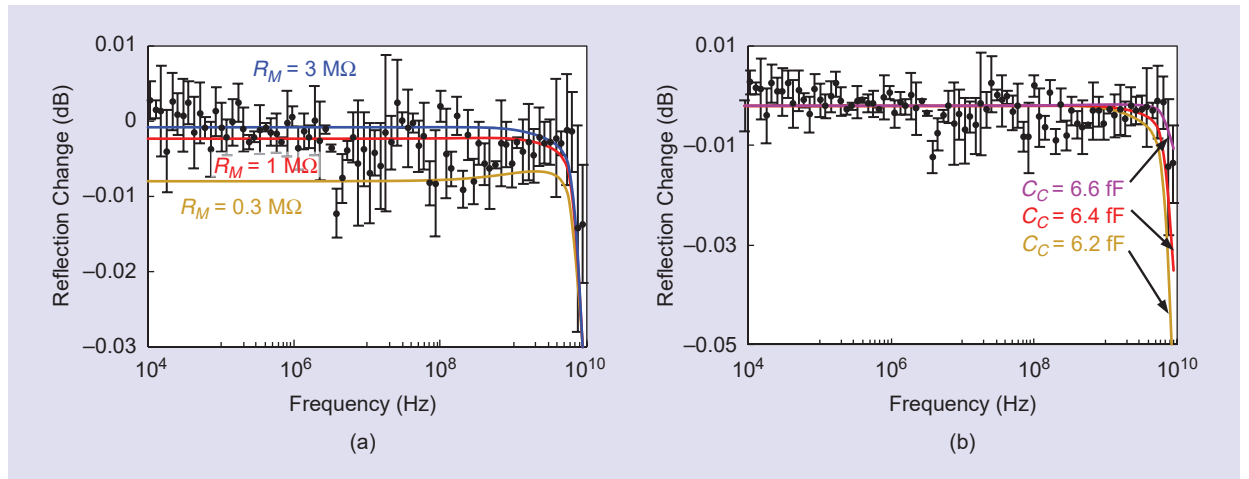 0.01
0
–0.01
–0.02
–0.03
Reflection Change (dB)
R_M = 3 MΩ
R_M = 1 MΩ
R_M = 0.3 MΩ
10^4
10^6
10^8
10^10
Frequency (Hz)
(a)
0.01
–0.01
–0.03
–0.05
Reflection Change (dB)
C_C = 6.6 fF
C_C = 6.4 fF
C_C = 6.2 fF
10^4
10^6
10^8
10^10
Frequency (Hz)
(b)